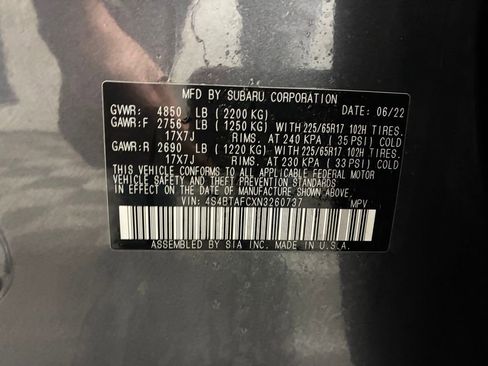 MFD BY SUBARU CORPORATION
GVWR: 4850 LB ( 2200 KG) DATE: 06/22
GAWR:F 2756 LB ( 1250 KG) WITH 225/65R17 102H TIRES.
17X7J RIMS. AT 240 KPA ( 35 PSI) COLD
GAWR:R 2690 LB ( 1220 KG) WITH 225/65R17 102H TIRES.
17X7J RIMS. AT 230 KPA ( 33 PSI) COLD
THIS VEHICLE CONFORMS TO ALL APPLICABLE FEDERAL MOTOR
VEHICLE SAFETY AND THEFT PREVENTION STANDARDS
IN EFFECT ON THE DATE OF MANUFACTURE SHOWN ABOVE.
VIN: 4S4BTAFCXN3260737 MPV
ASSEMBLED BY SIA INC. MADE IN U.S.A.